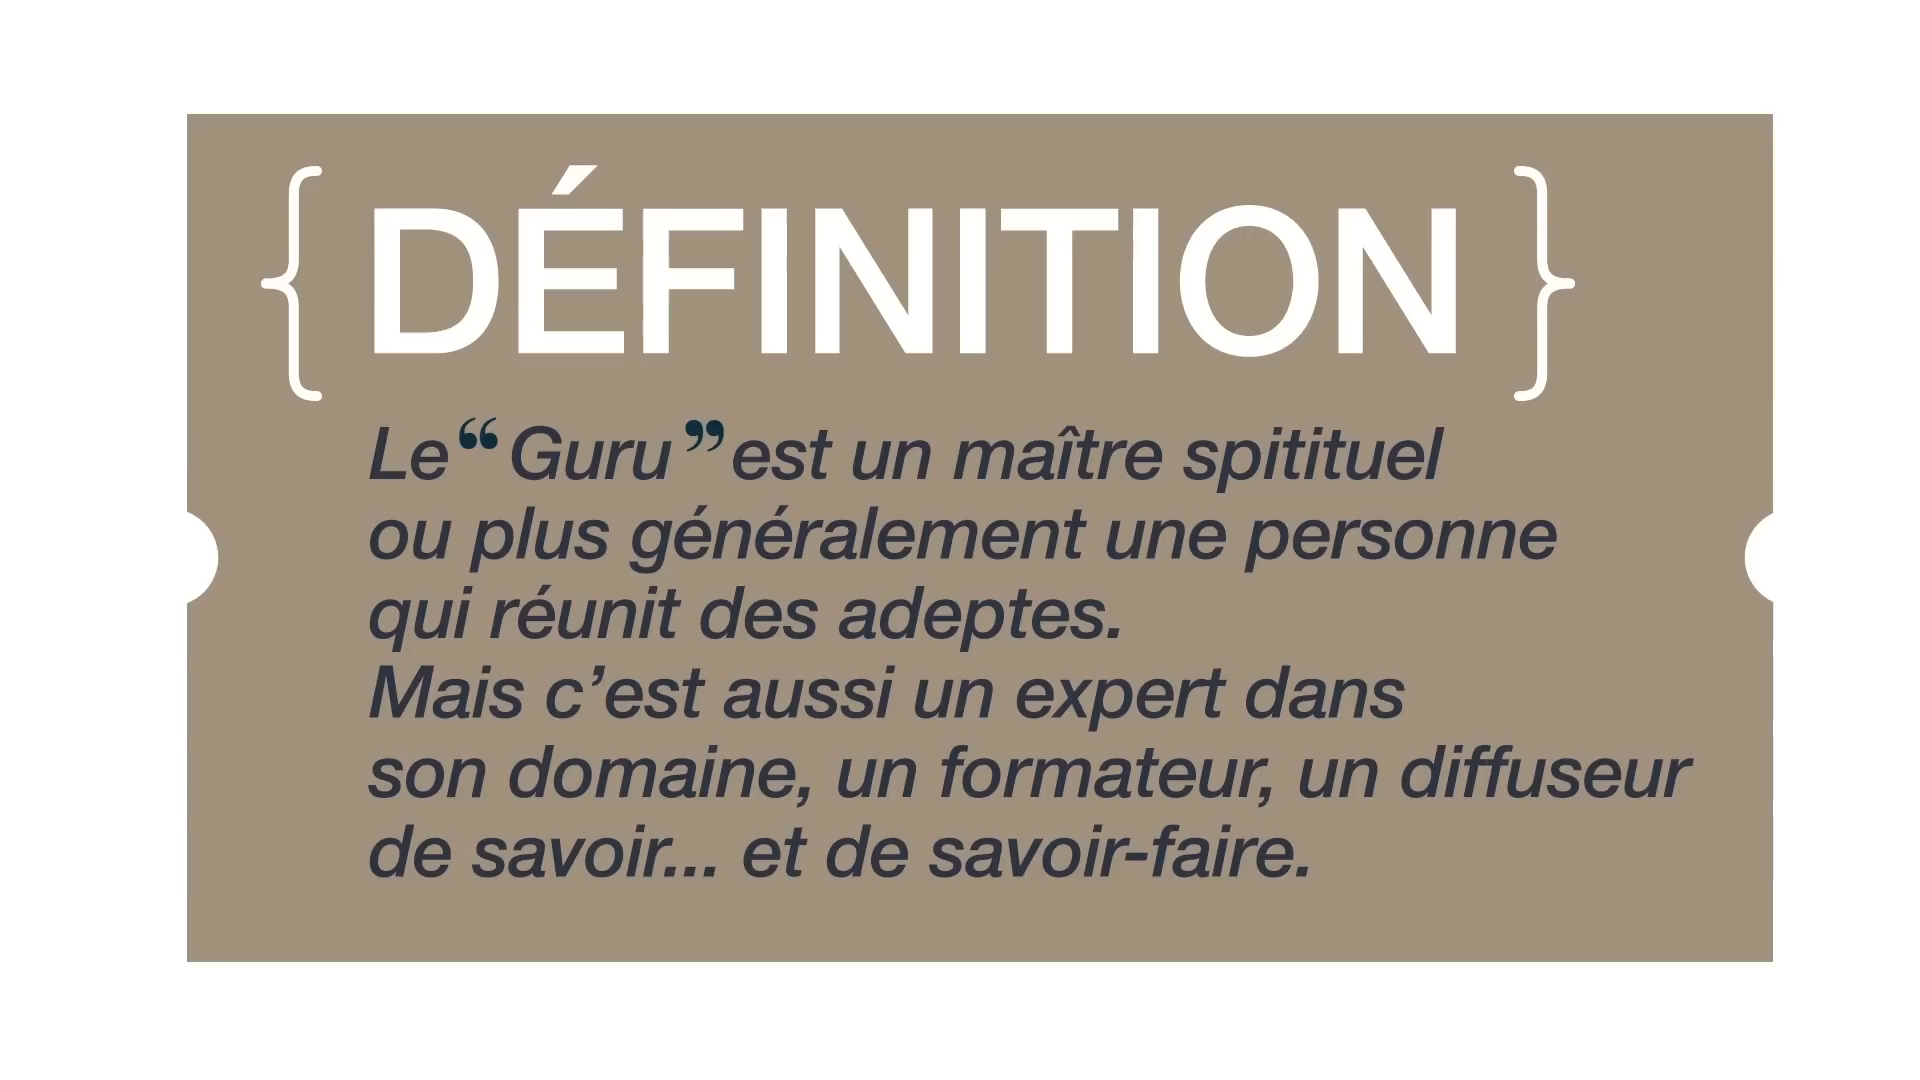 { DÉFINITION }
Le “ Guru ” est un maître spitituel
ou plus généralement une personne
qui réunit des adeptes.
Mais c’est aussi un expert dans
son domaine, un formateur, un diffuseur
de savoir... et de savoir-faire.